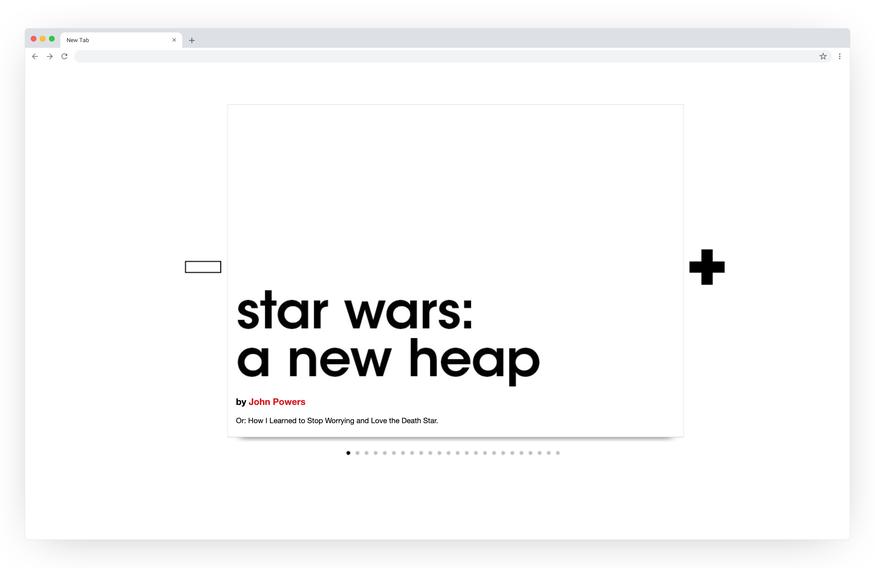 New Tab
star wars:
a new heap
by John Powers
Or: How I Learned to Stop Worrying and Love the Death Star.